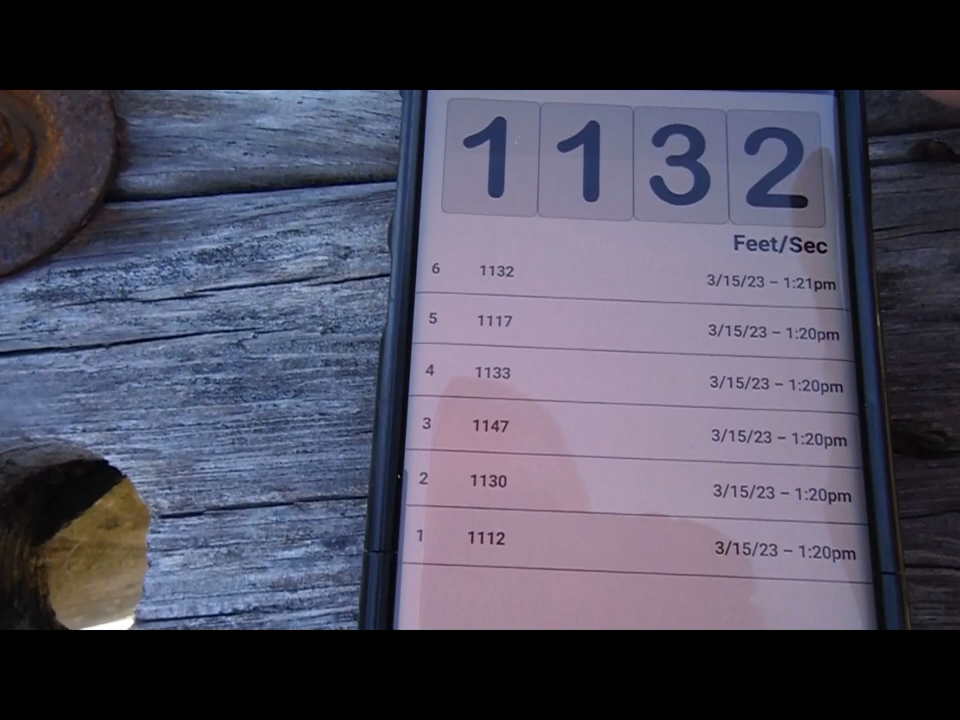 1132
Feet/Sec
6 1132 3/15/23 – 1:21pm
5 1117 3/15/23 – 1:20pm
4 1133 3/15/23 – 1:20pm
3 1147 3/15/23 – 1:20pm
2 1130 3/15/23 – 1:20pm
1 1112 3/15/23 – 1:20pm